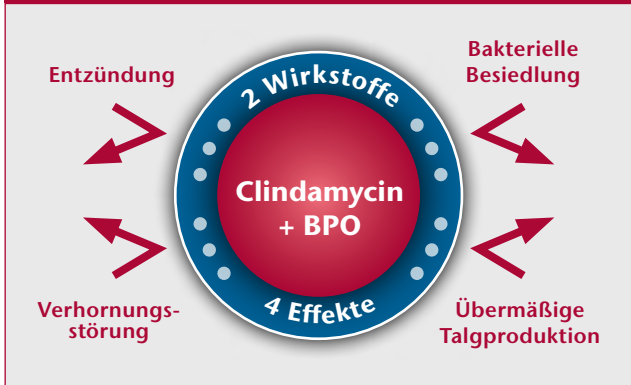 Entzündung
Bakterielle
Besiedlung
2 Wirkstoffe
Clindamycin
+ BPO
4 Effekte
Verhornungs-
störung
Übermäßige
Talgproduktion